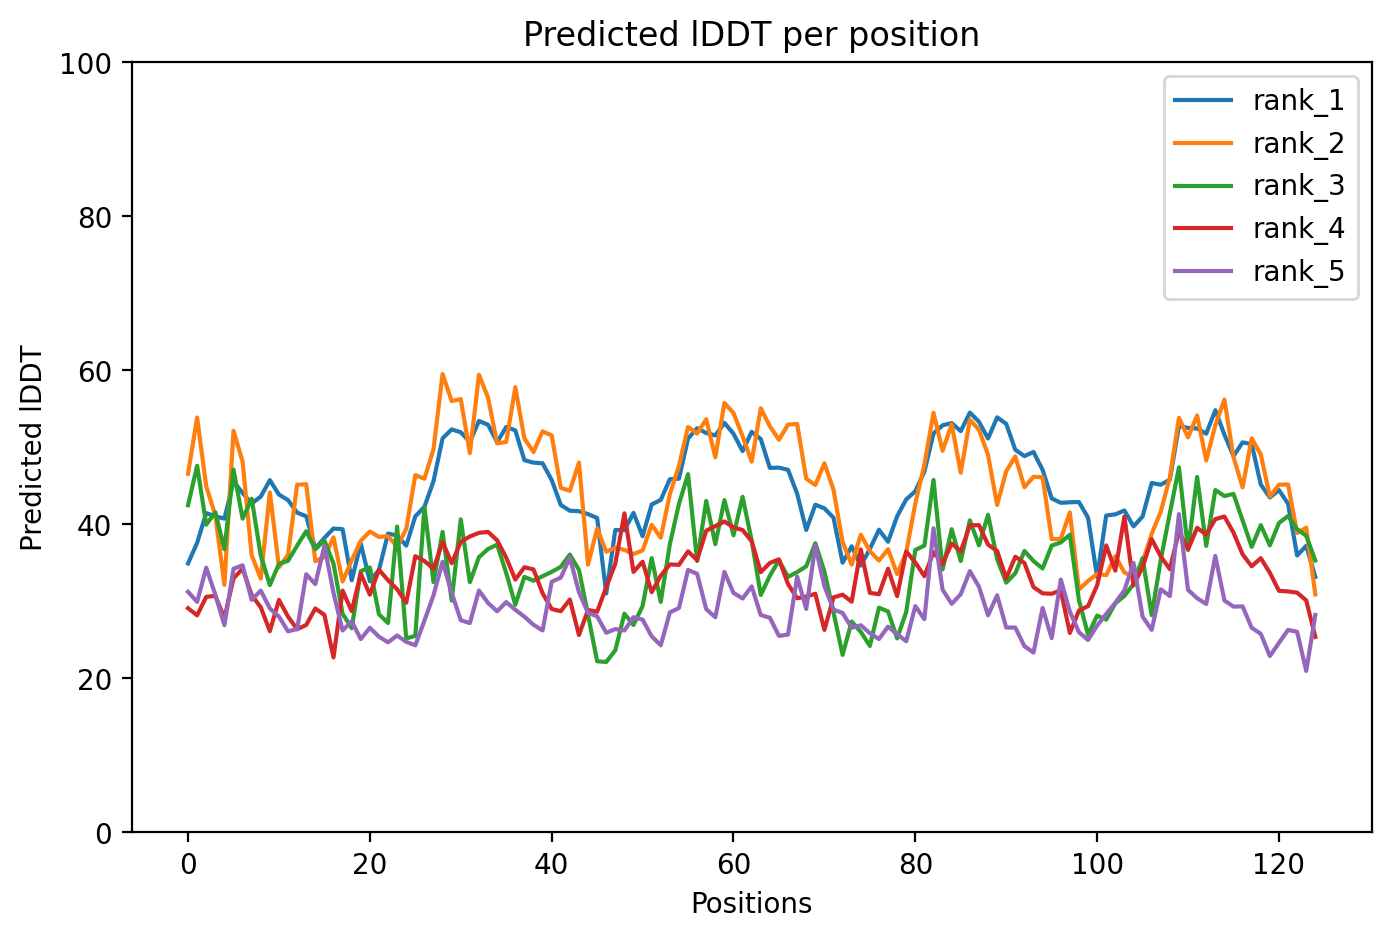 Predicted lDDT per position
100
80
60
40
20
0
Predicted lDDT
0 20 40 60 80 100 120
Positions
rank_1
rank_2
rank_3
rank_4
rank_5